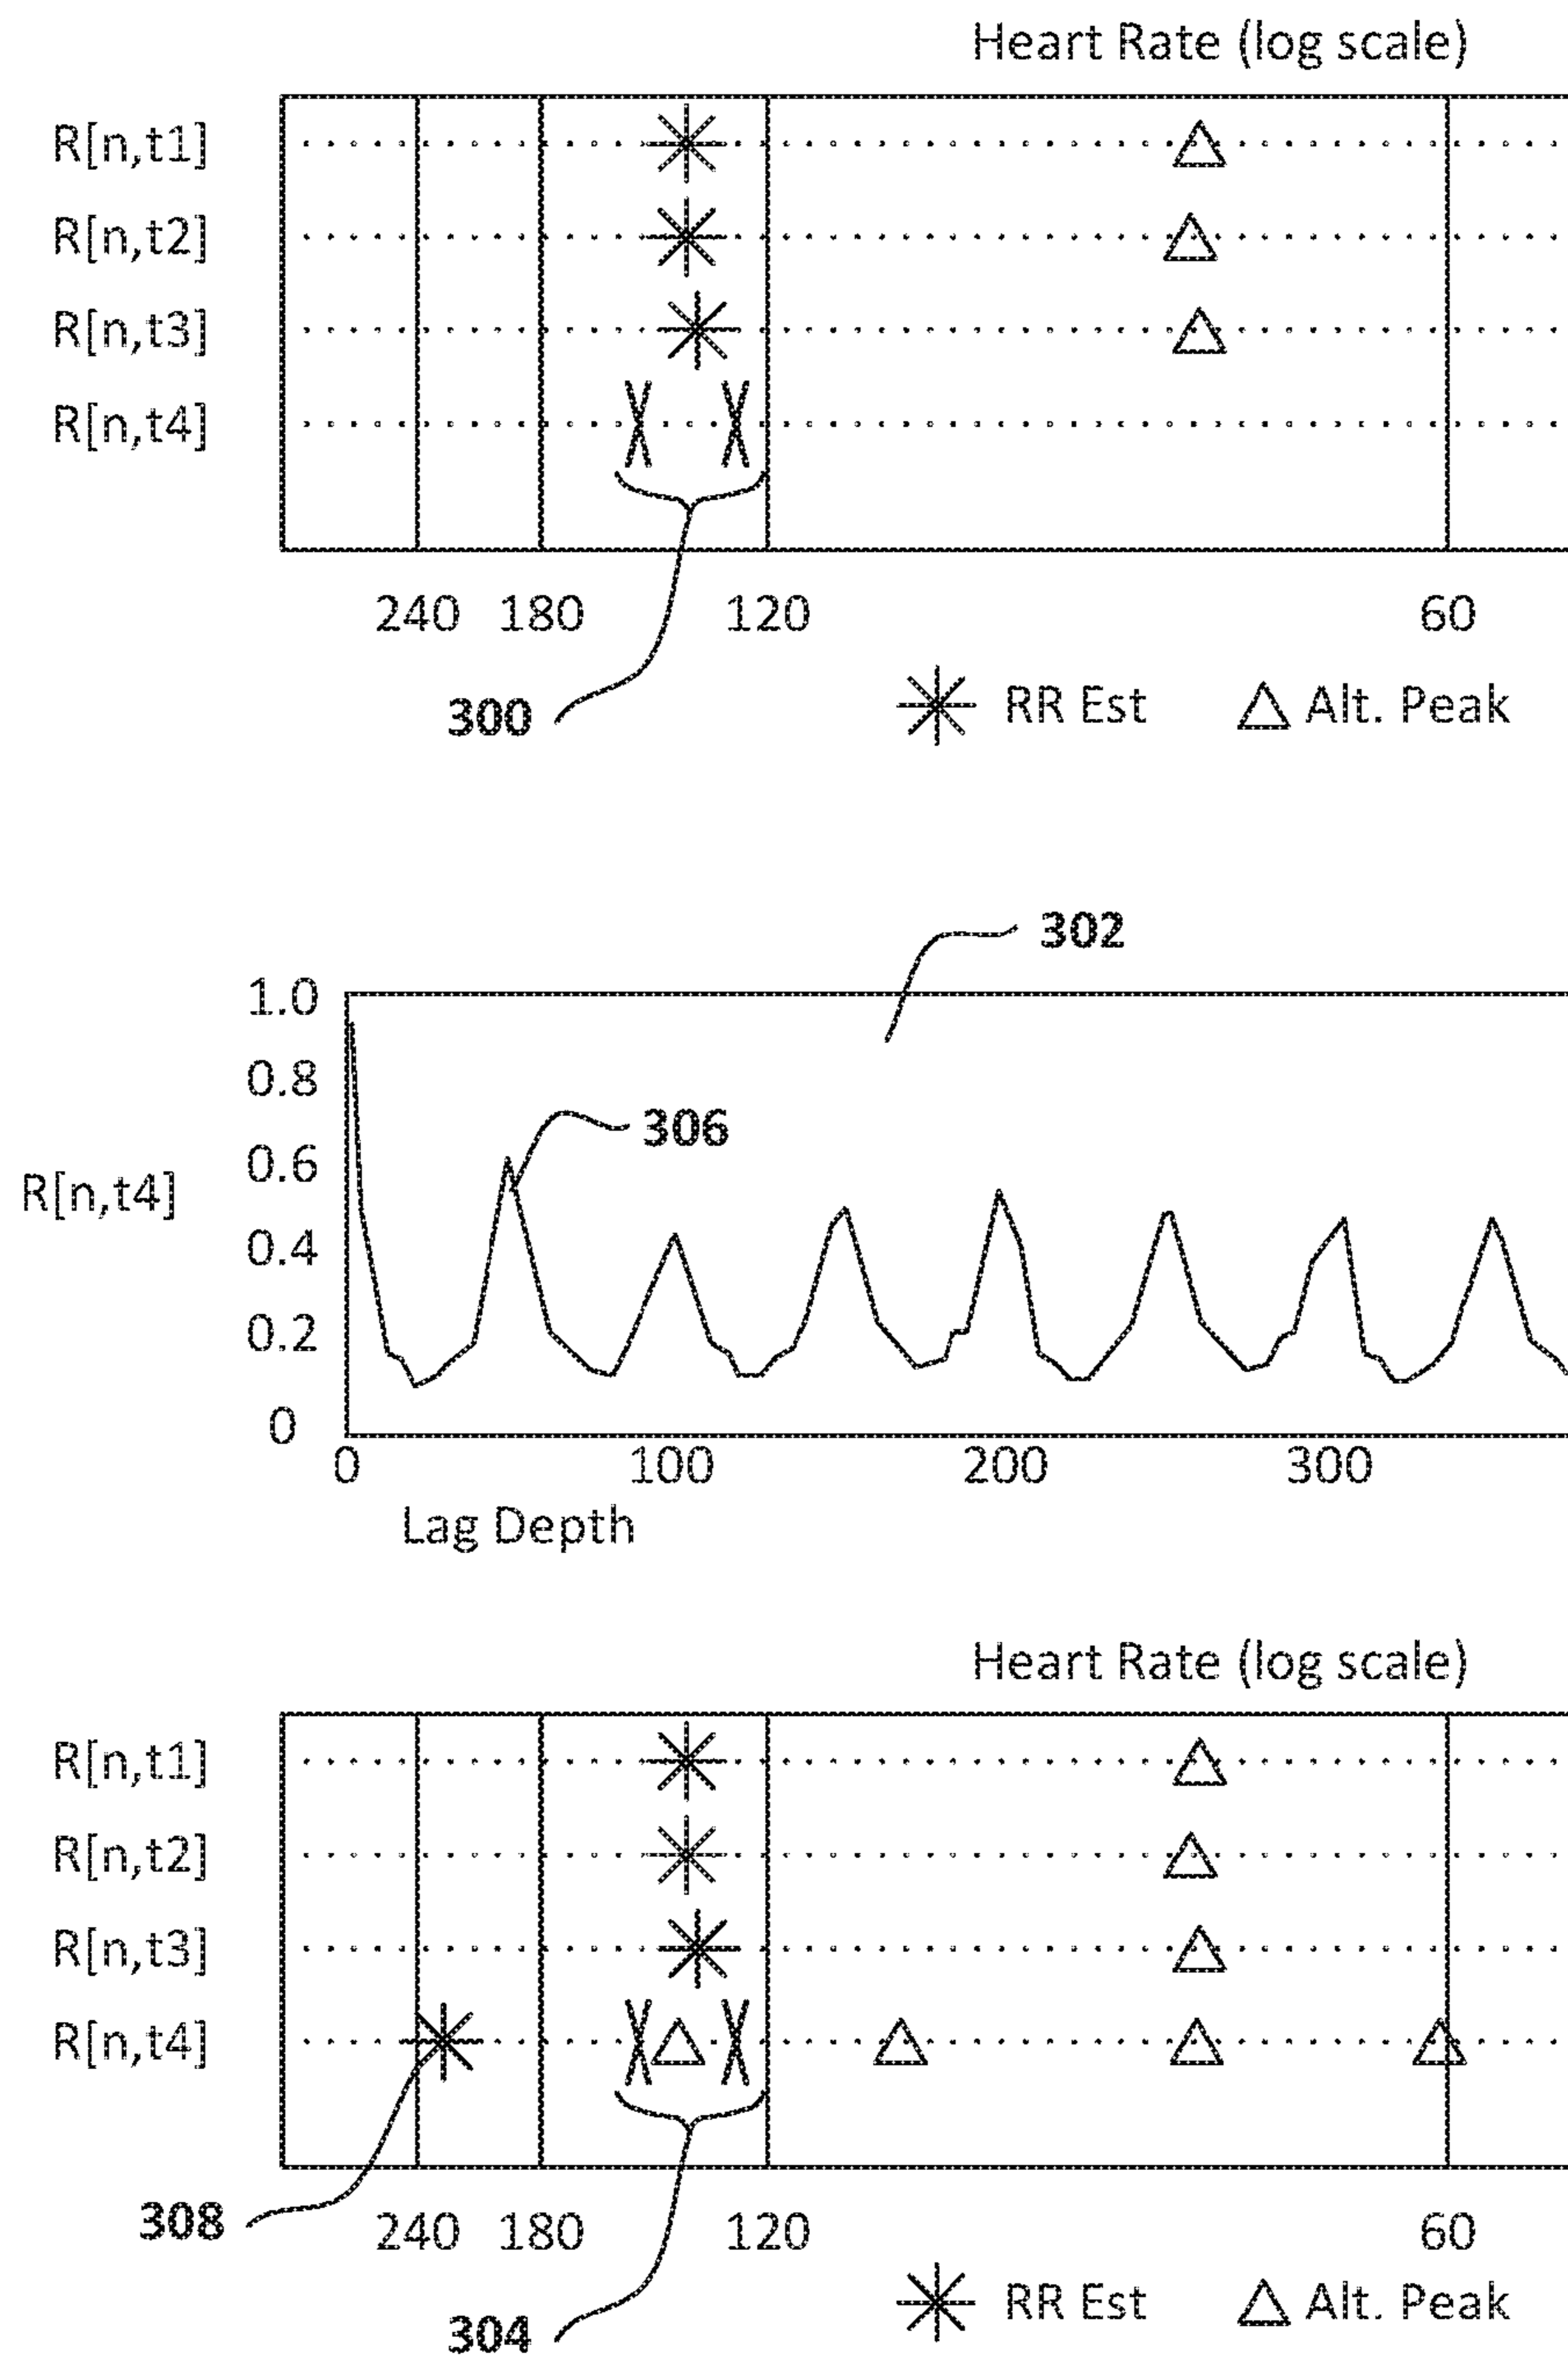 Heart Rate (log scale)
R[n,t1]
R[n,t2]
R[n,t3]
R[n,t4]
240 180 120 60
300
RR Est Alt. Peak
302
1.0
0.8
306
0.6
R[n,t4]
0.4
0.2
0
0 100 200 300
Lag Depth
Heart Rate (log scale)
R[n,t1]
R[n,t2]
R[n,t3]
R[n,t4]
308 240 180 120 60
RR Est Alt. Peak
304